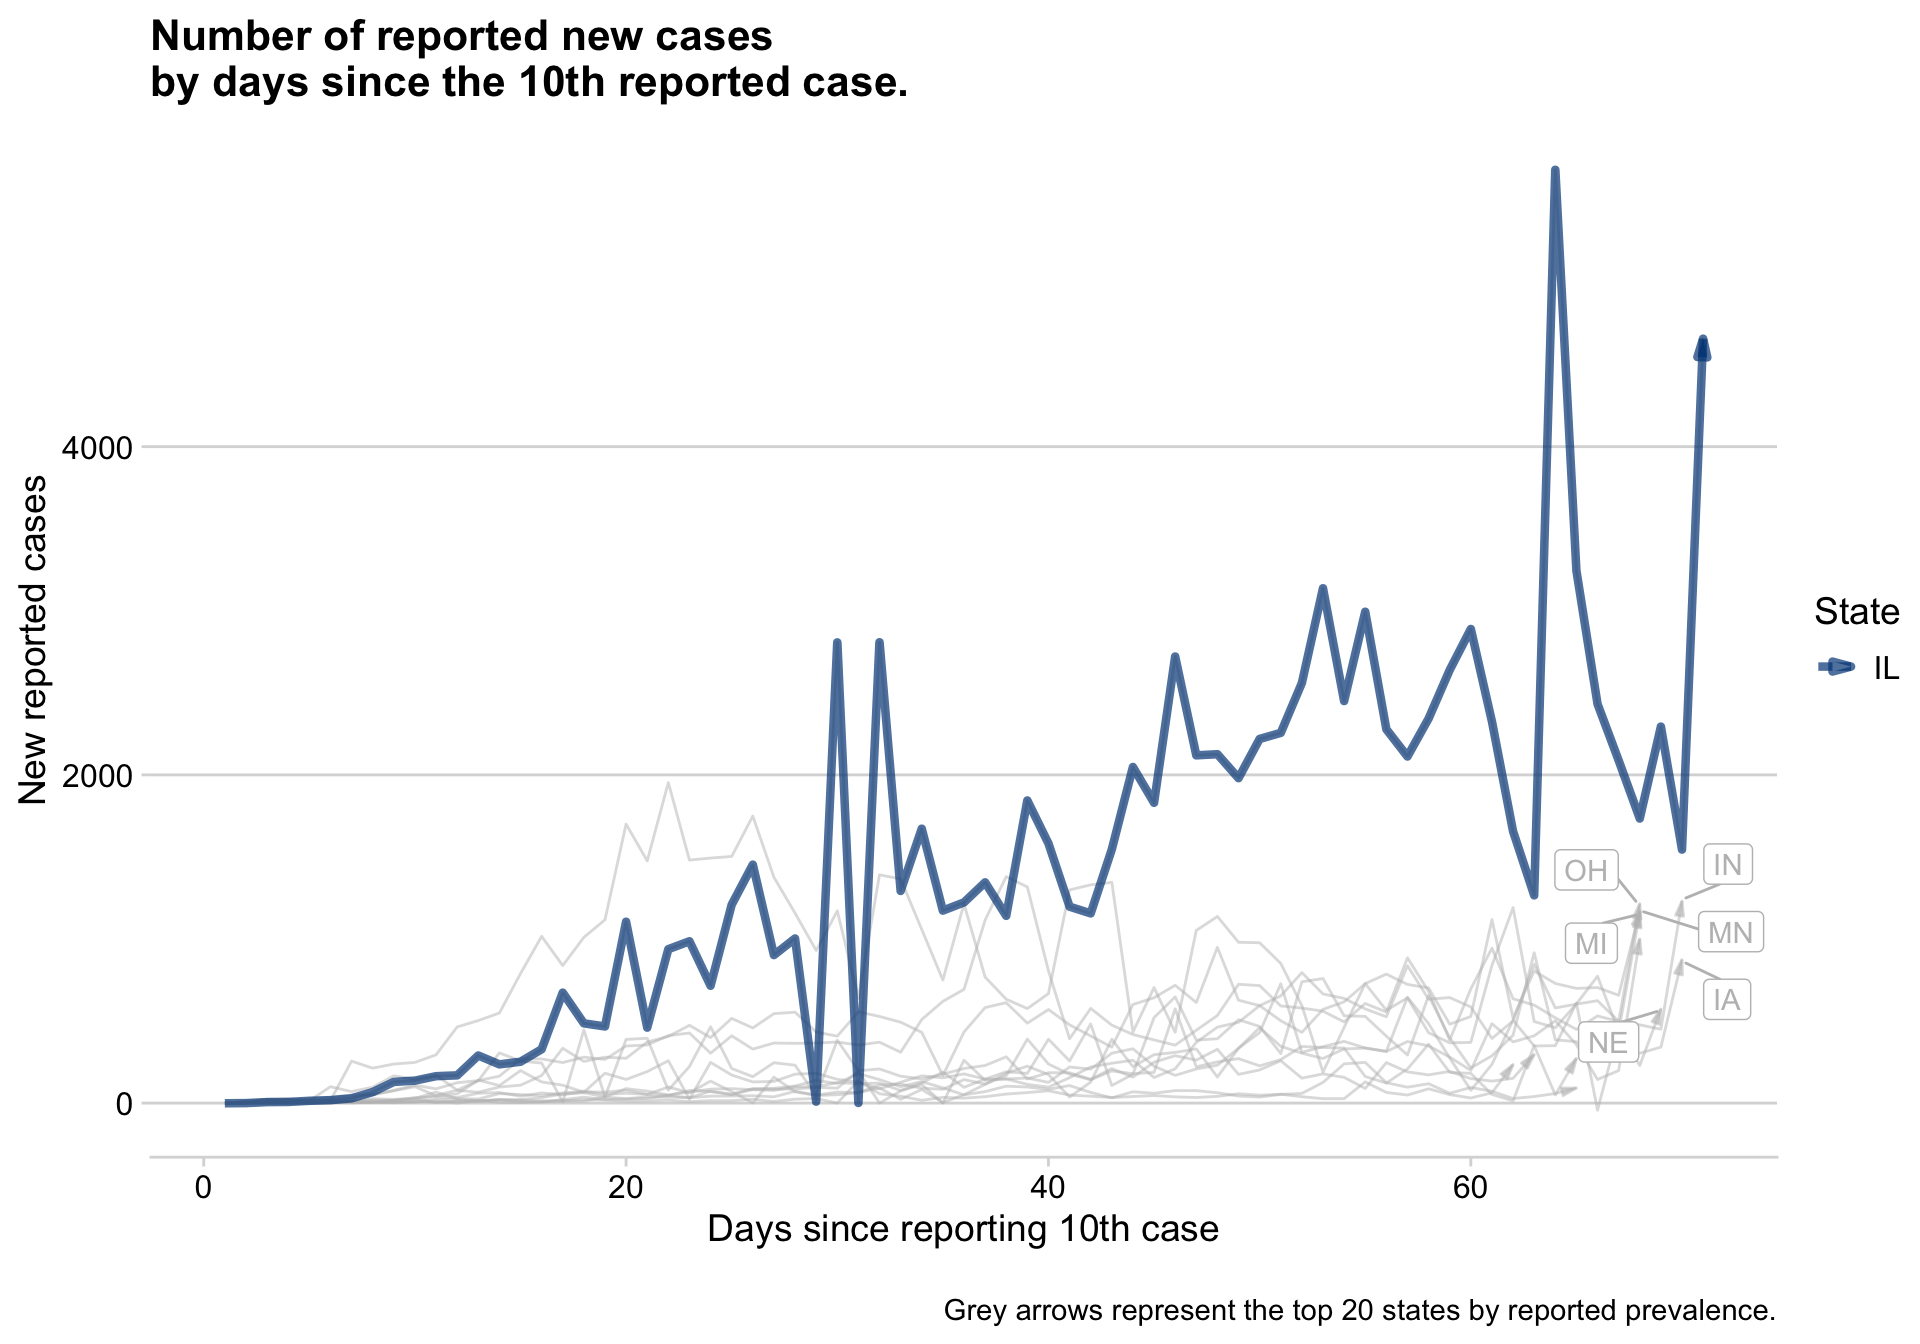 Number of reported new cases
by days since the 10th reported case.
New reported cases
4000
2000
0
0
20
40
60
Days since reporting 10th case
OH
IN
MI
MN
IA
NE
State
IL
Grey arrows represent the top 20 states by reported prevalence.